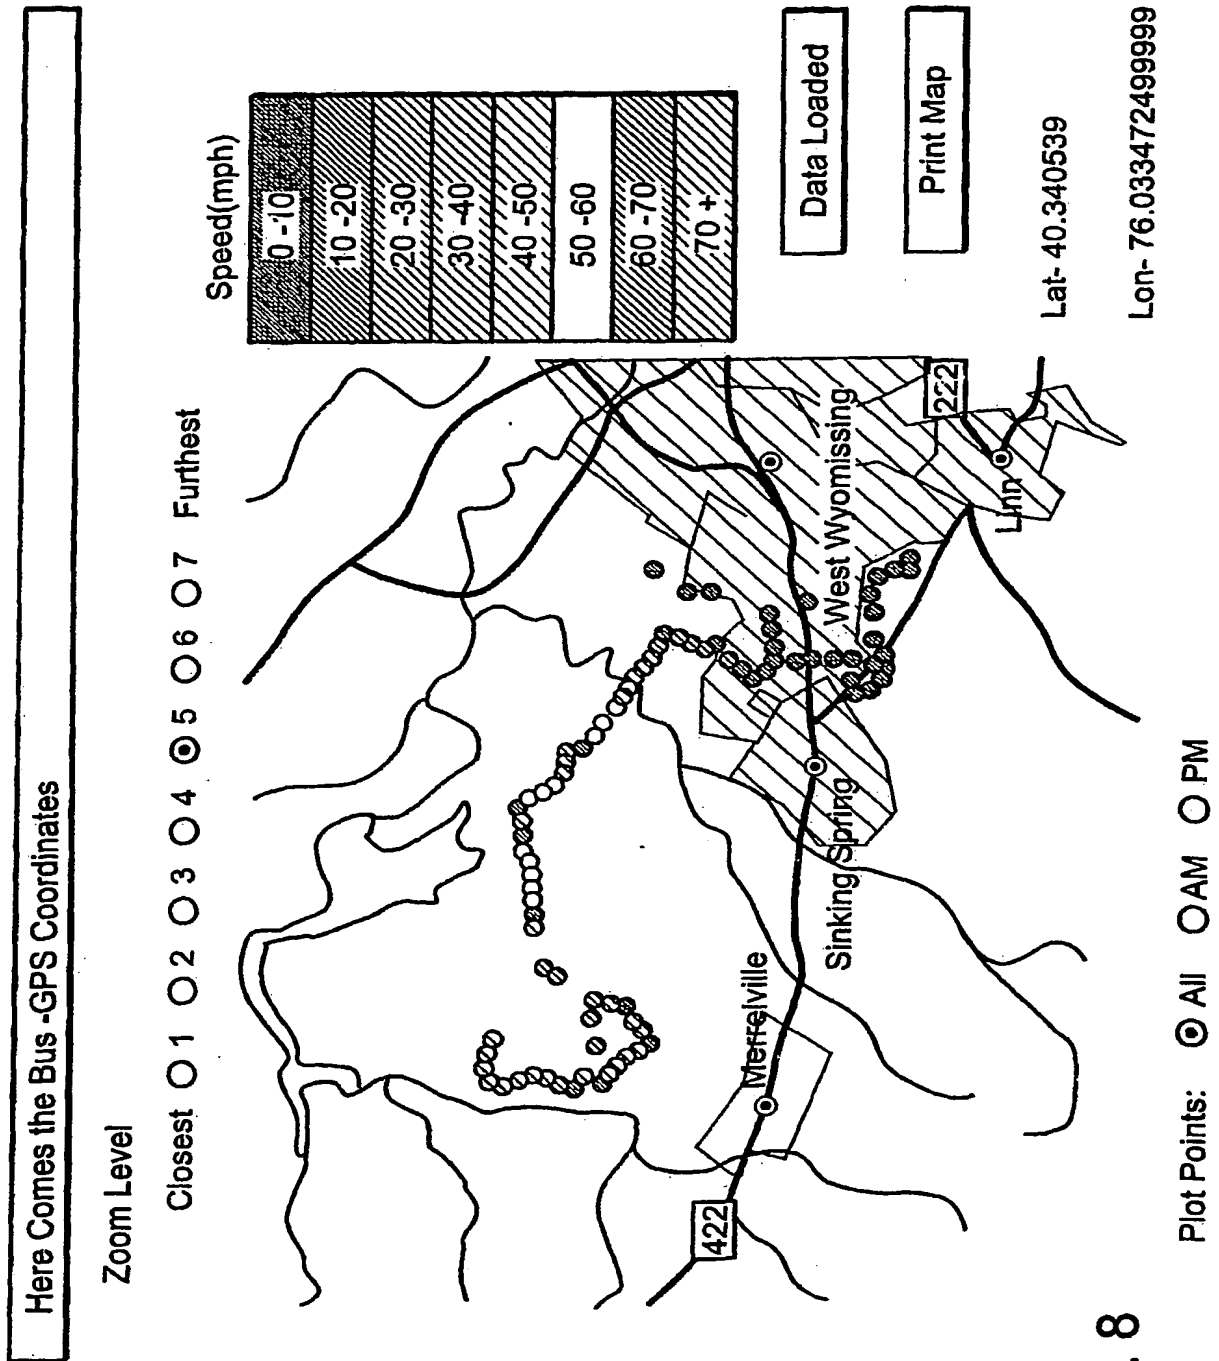 Here Comes the Bus -GPS Coordinates
Zoom Level
Closest 1 2 3 4 5 6 7 Furthest
Speed(mph)
0 -10
10 -20
20 -30
30 -40
40 -50
50 -60
60 -70
70 +
Data Loaded
Print Map
Lat- 40.340539
Lon- 76.033472499999
422
Merrelville
Sinking Spring
West Wyomissing
222
Linn
Plot Points: All AM PM
. 8